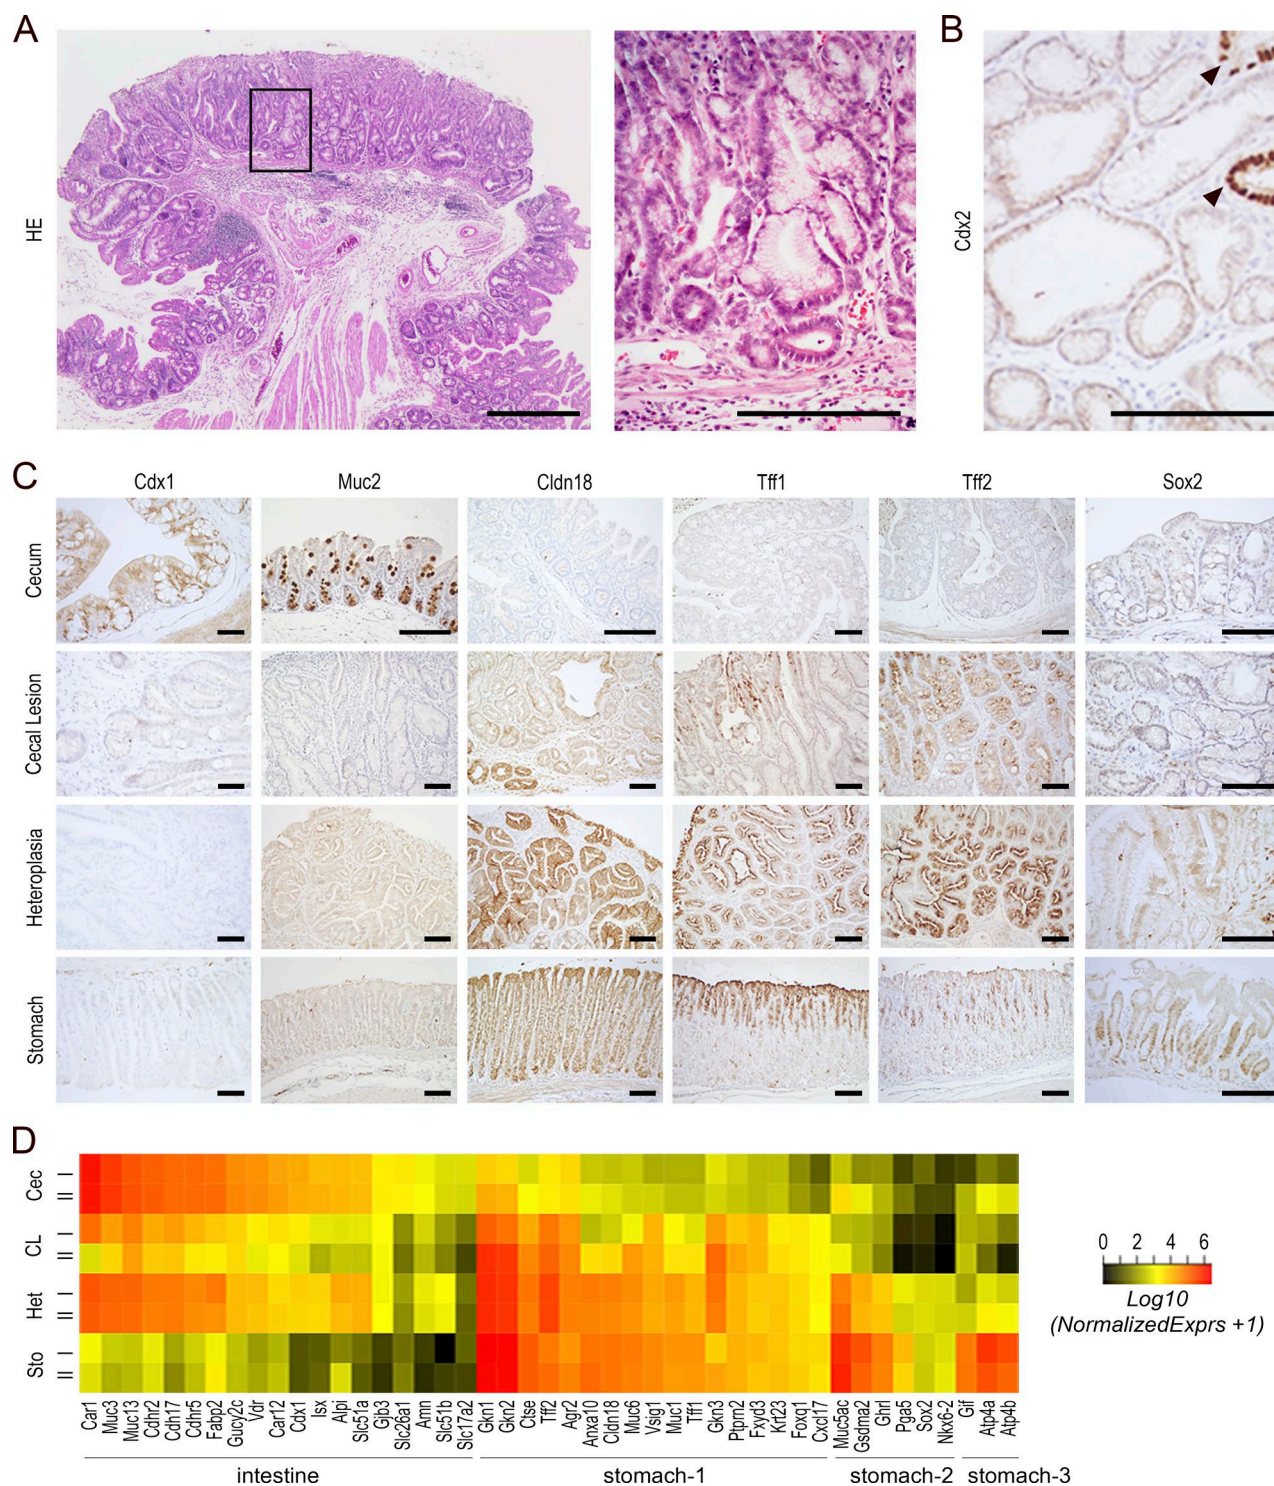 A
B
HE
Cdx2
C
Cdx1 Muc2 Cldn18 Tff1 Tff2 Sox2
Cecum
Cecal Lesion
Heteroplasia
Stomach
D
Cec I II
CL I II
Het I II
Sto I II
0 2 4 6
Log10
(NormalizedExprs +1)
Car1 Muc3 Muc13 Cdh2 Cdh17 Cdhr5 Fabp2 Gucy2c Vdr Car12 Cdx1 Isx Alpi Slc51a Gjb3 Slc26a1 Amn Slc51b Slc17a2 Gkn1 Gkn2 Ctse Tff2 Agr2 Anxa10 Cldn18 Muc6 Vsig1 Muc1 Tff1 Gkn3 Ptprn2 Fxyd3 Krt23 Foxq1 Cxcl17 Muc5ac Gsdma2 Ghrl Pga5 Sox2 Nkx6-2 Gif Atp4a Atp4b
intestine stomach-1 stomach-2 stomach-3